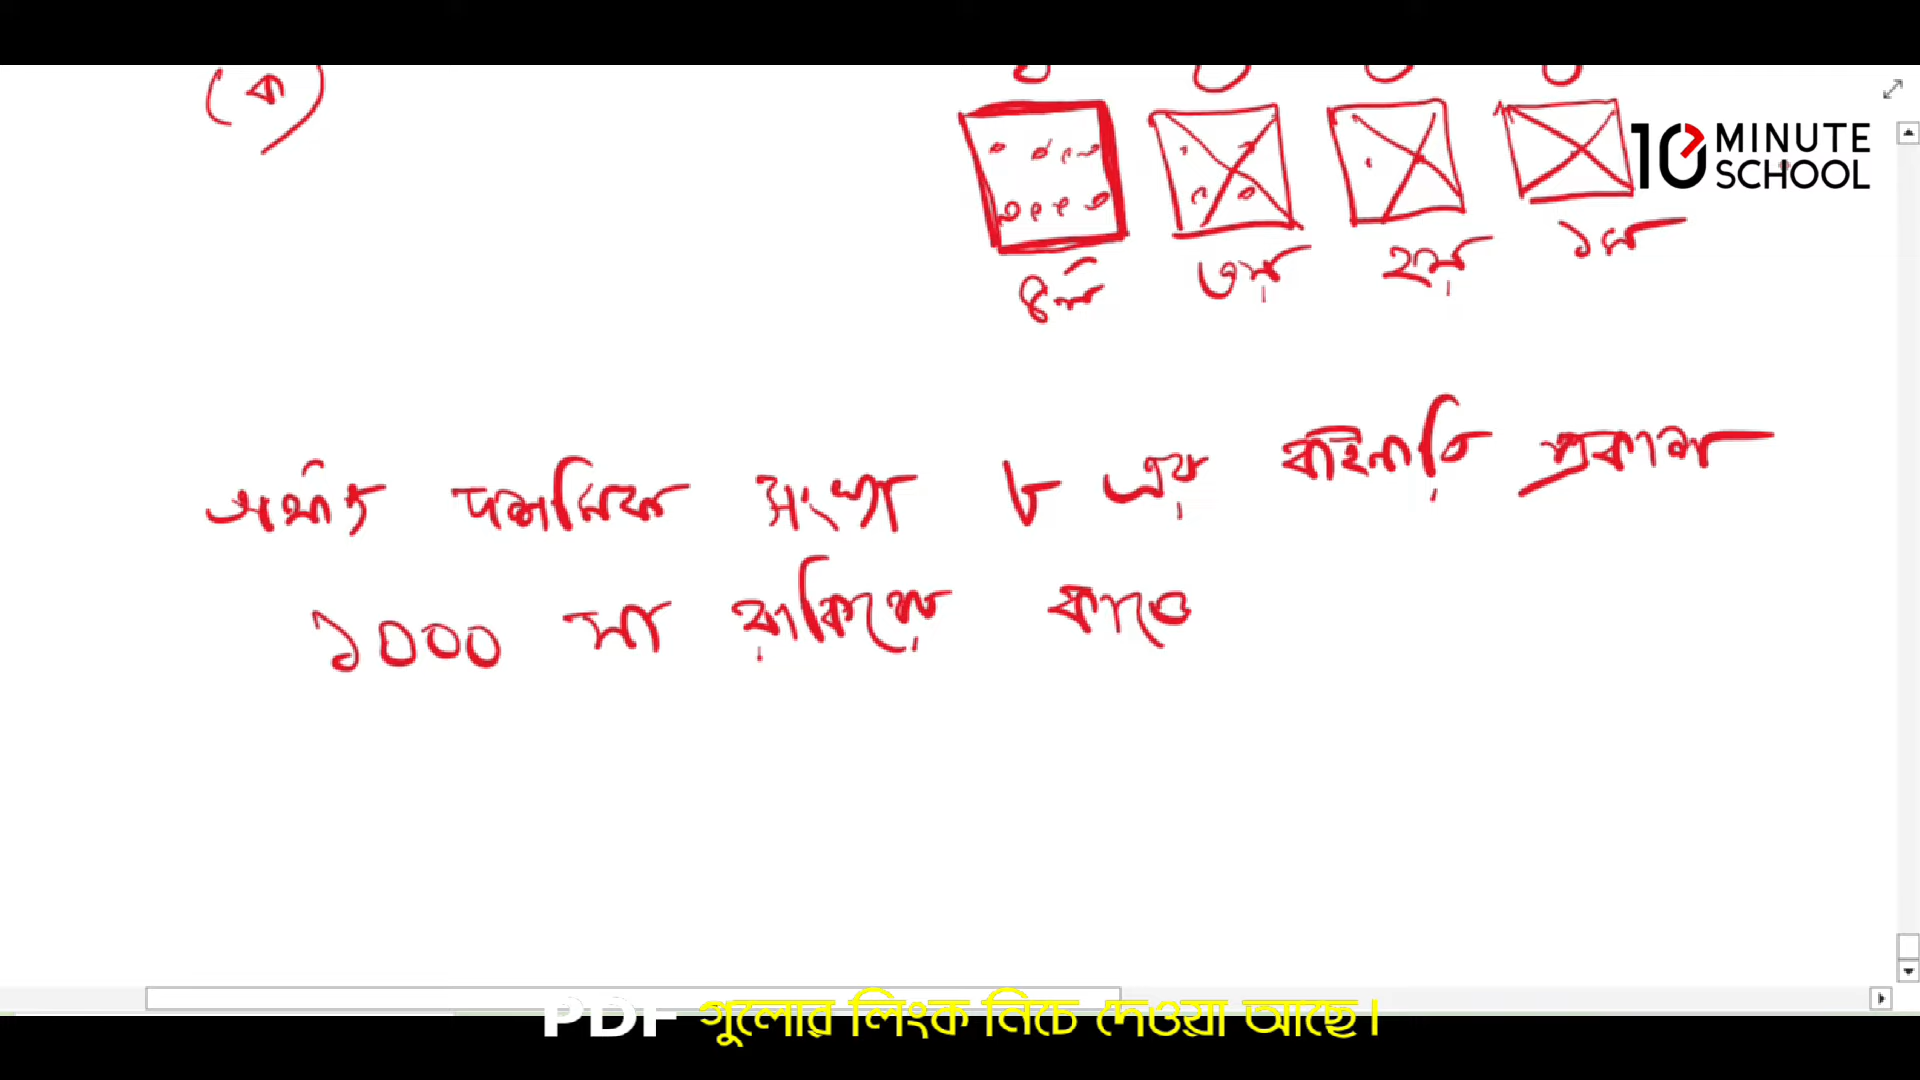 (ক)
10 MINUTE SCHOOL
৪র্থ ৩য় ২য় ১ম
অর্থাৎ দশমিক সংখ্যা ৮ এর বাইনারি প্রকাশ
১০০০ যা রাকিবের কার্ডে
PDF গুলোর লিংক নিচে দেওয়া আছে।